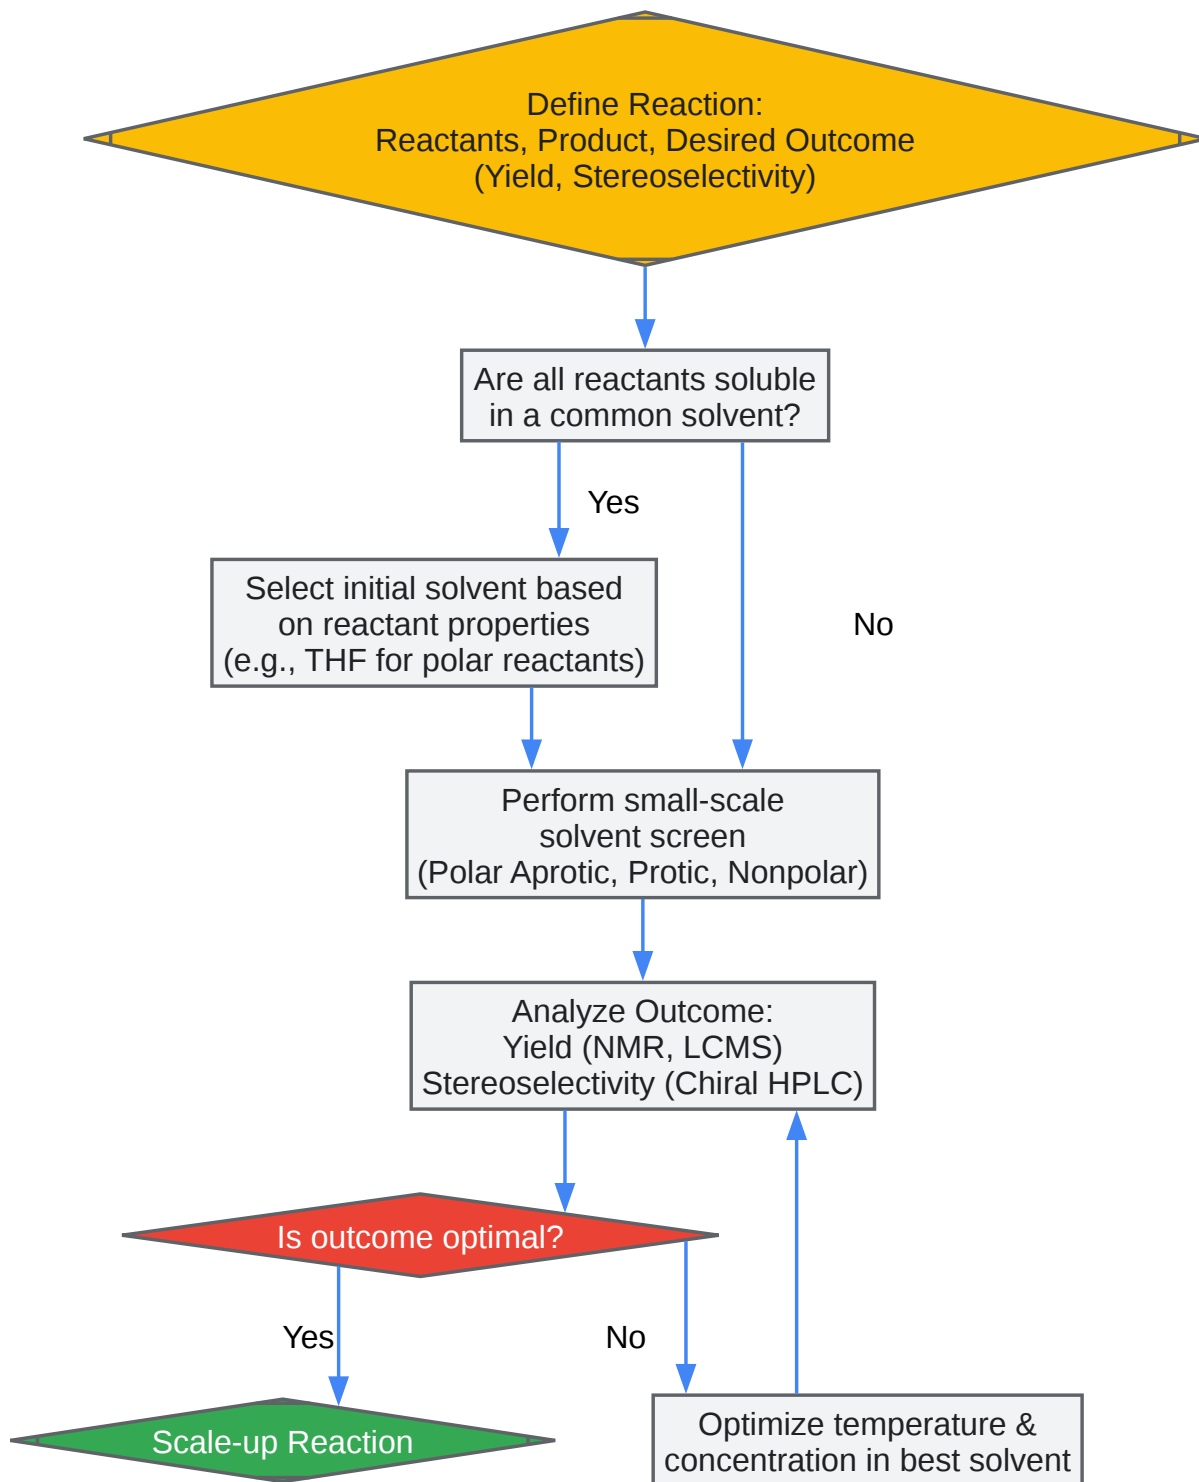 Define Reaction:
Reactants, Product, Desired Outcome
(Yield, Stereoselectivity)
Are all reactants soluble
in a common solvent?
Yes
Select initial solvent based
on reactant properties
(e.g., THF for polar reactants)
No
Perform small-scale
solvent screen
(Polar Aprotic, Protic, Nonpolar)
Analyze Outcome:
Yield (NMR, LCMS)
Stereoselectivity (Chiral HPLC)
Is outcome optimal?
Yes
No
Scale-up Reaction
Optimize temperature &
concentration in best solvent